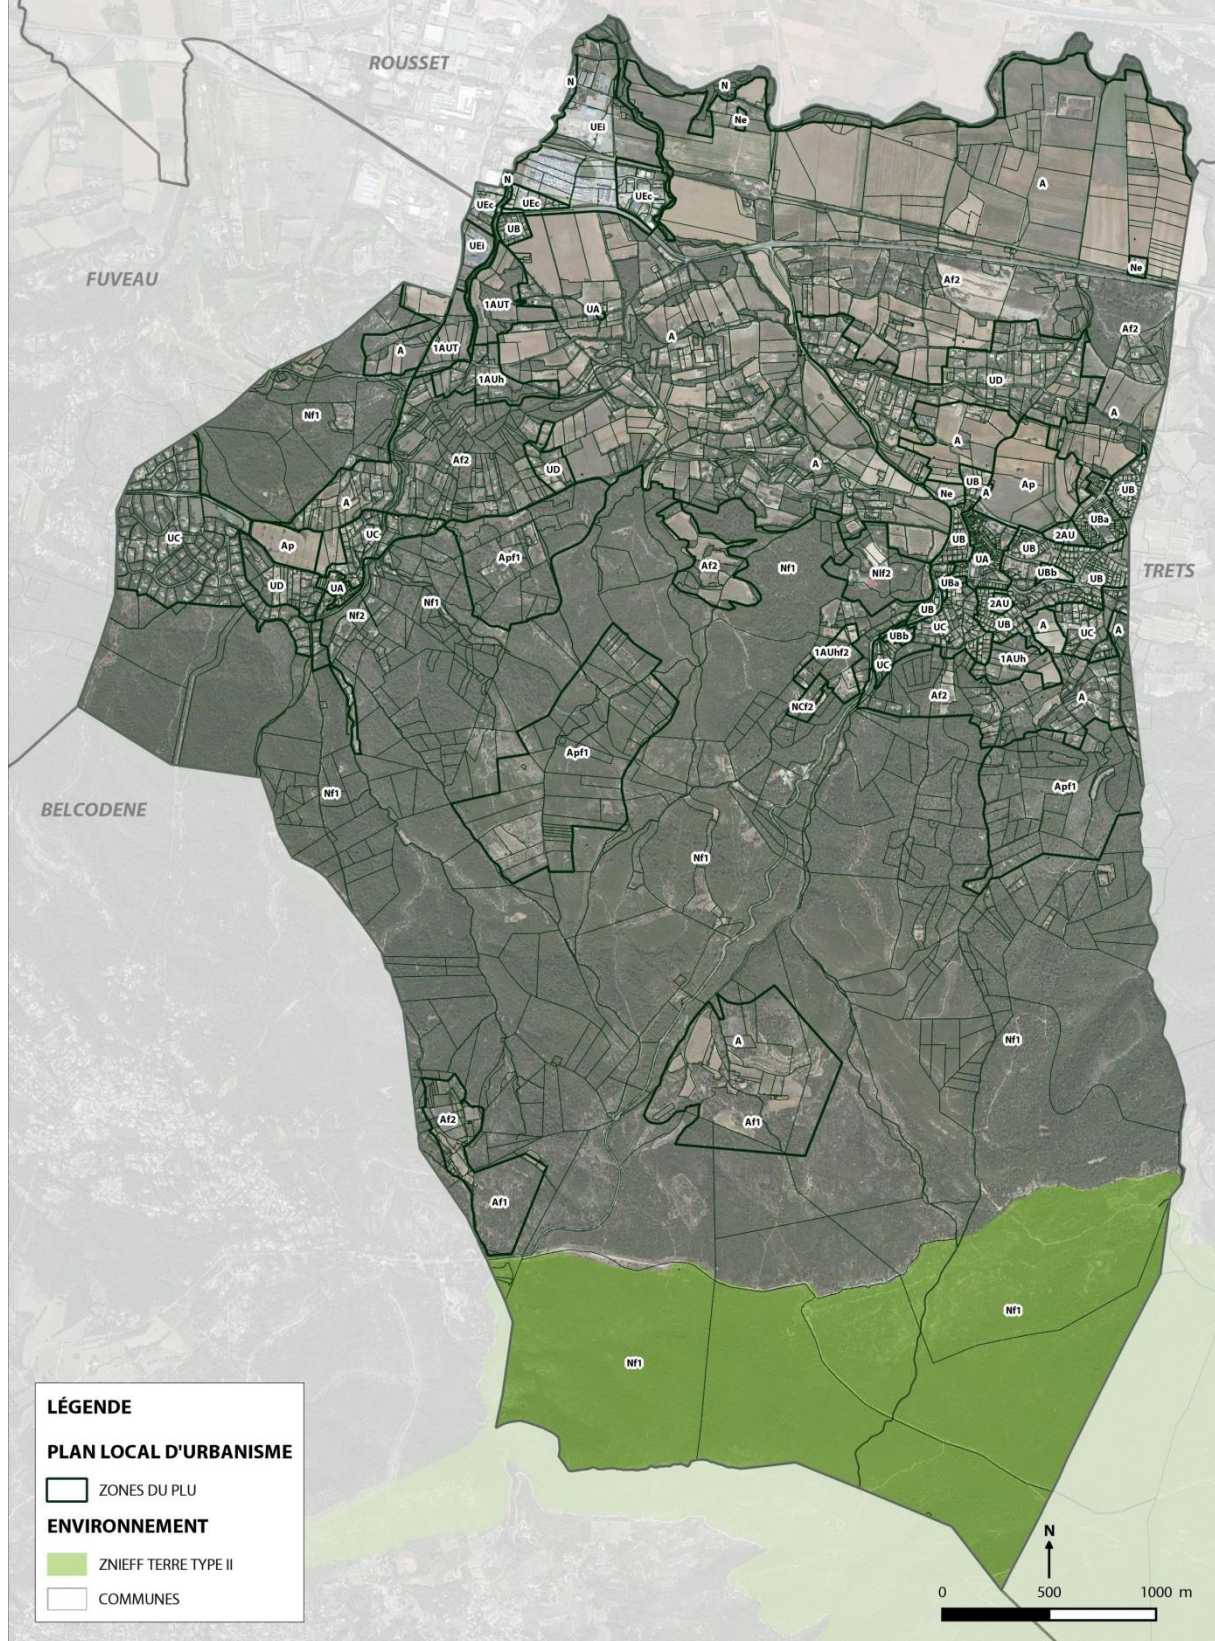 ROUSSET
N
N
Ne
UEi
N
UEc
UEc
UEc
A
UB
UEi
FUVEAU
Ne
Af2
1AUT
UA
Af2
A
A
1AUT
1AUh
UD
Nf1
A
A
Af2
UD
A
UB
Ap
UB
A
Ne
A
UBa
UC
UC
UB
2AU
Ap
UB
Apf1
UA
Af2
Nf1
Nlf2
UBb
TRETS
UD
UA
UBa
UB
Nf1
2AU
UB
Nf2
UC
UB
A
UC
A
UBb
1AUhf2
1AUh
UC
Af2
A
NCf2
Apf1
Apf1
Nf1
BELCODENE
Nf1
A
Nf1
Af2
Af1
Af1
Nf1
Nf1
LÉGENDE
PLAN LOCAL D'URBANISME
ZONES DU PLU
ENVIRONNEMENT
ZNIEFF TERRE TYPE II
COMMUNES
N
0 500 1000 m